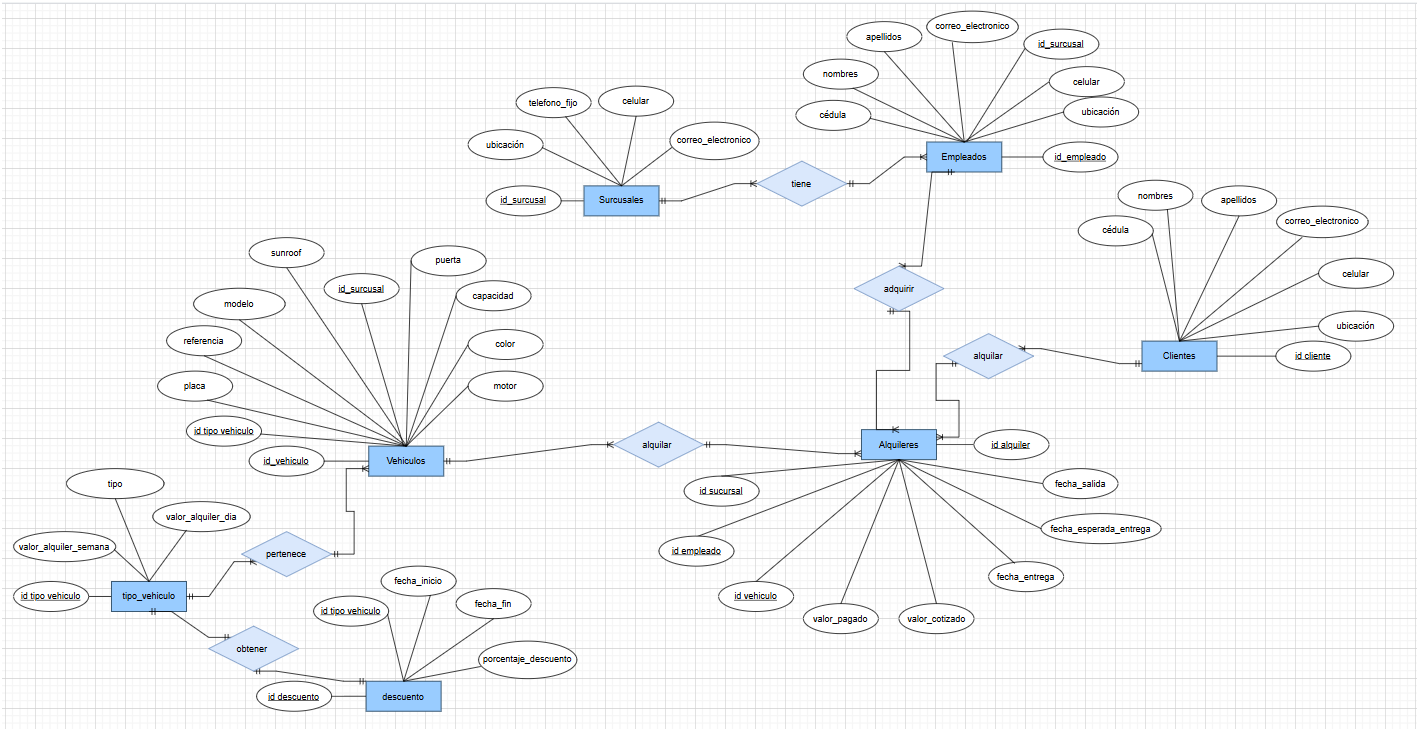 correo_electronico
apellidos
id_surcusal
nombres
celular
cédula
ubicación
Empleados
id_empleado
telefono_fijo
celular
ubicación
correo_electronico
id_surcusal
Surcusales
tiene
nombres
apellidos
cédula
correo_electronico
celular
ubicación
Clientes
id cliente
adquirir
alquilar
sunroof
puerta
id_surcusal
capacidad
modelo
referencia
color
placa
motor
id tipo vehiculo
id_vehiculo
Vehiculos
alquilar
Alquileres
id alquiler
id sucursal
fecha_salida
id empleado
fecha_esperada_entrega
id vehiculo
fecha_entrega
valor_pagado
valor_cotizado
tipo
valor_alquiler_dia
valor_alquiler_semana
pertenece
id tipo vehiculo
tipo_vehiculo
fecha_inicio
id tipo vehiculo
fecha_fin
obtener
porcentaje_descuento
id descuento
descuento